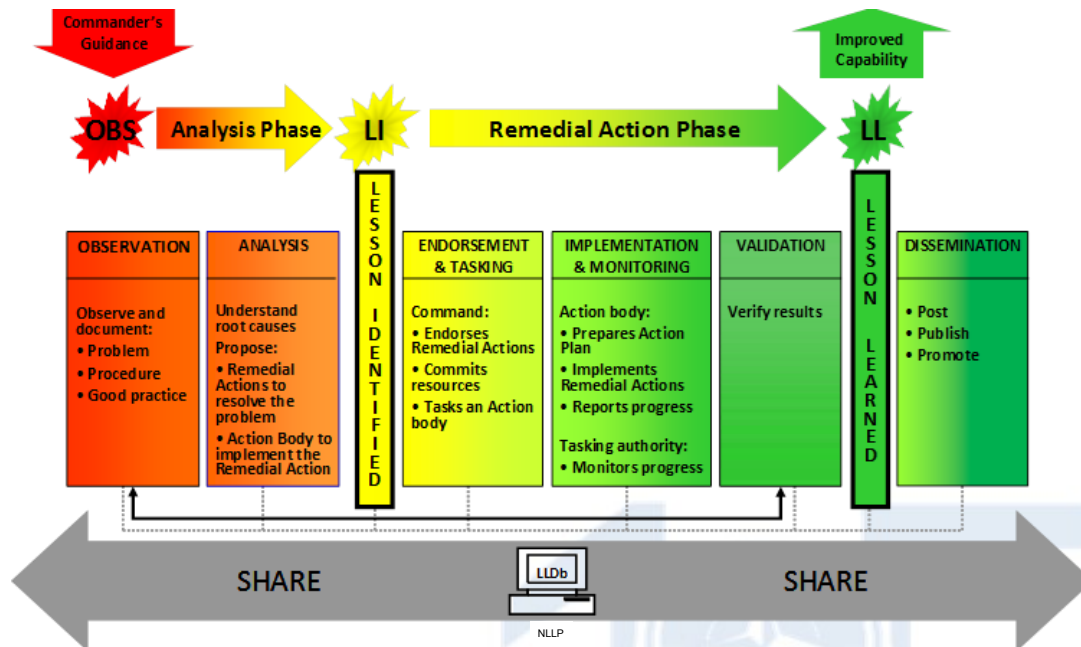 Commander's
Guidance
Improved
Capability
OBS
Analysis Phase
LI
Remedial Action Phase
LL
OBSERVATION
Observe and
document:
• Problem
• Procedure
• Good practice
ANALYSIS
Understand
root causes
Propose:
• Remedial
Actions to
resolve the
problem
• Action Body to
implement the
Remedial Action
LESSON IDENTIFIED
ENDORSEMENT
& TASKING
Command:
• Endorses
Remedial Actions
• Commits
resources
• Tasks an Action
body
IMPLEMENTATION
& MONITORING
Action body:
• Prepares Action
Plan
• Implements
Remedial Actions
• Reports progress
Tasking authority:
• Monitors progress
VALIDATION
Verify results
LESSON LEARNED
DISSEMINATION
• Post
• Publish
• Promote
SHARE
LLDb
SHARE
NLLP